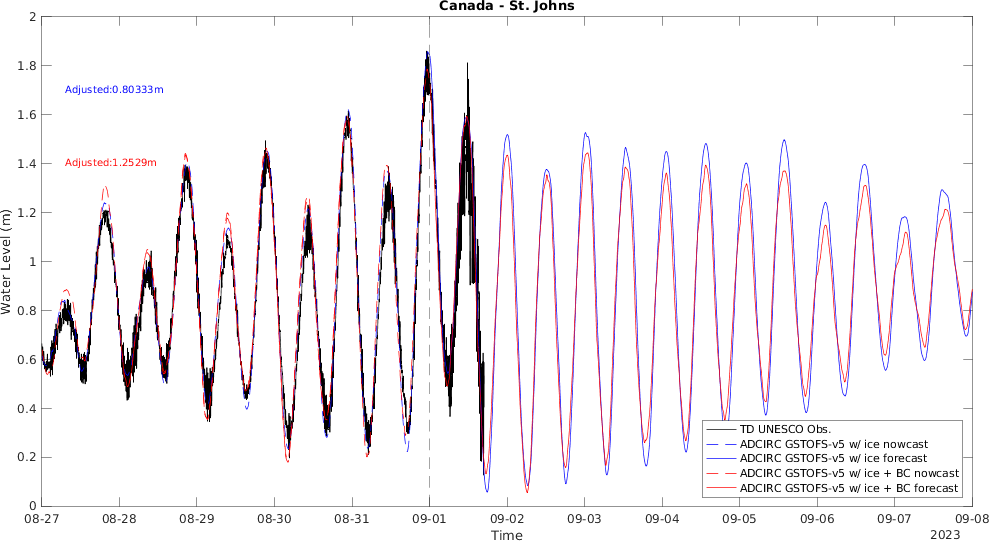 Canada - St. Johns
2
1.8
1.6
1.4
1.2
1
0.8
0.6
0.4
0.2
0
Water Level (m)
Adjusted:0.80333m
Adjusted:1.2529m
TD UNESCO Obs.
ADCIRC GSTOFS-v5 w/ ice nowcast
ADCIRC GSTOFS-v5 w/ ice forecast
ADCIRC GSTOFS-v5 w/ ice + BC nowcast
ADCIRC GSTOFS-v5 w/ ice + BC forecast
08-27 08-28 08-29 08-30 08-31 09-01 09-02 09-03 09-04 09-05 09-06 09-07 09-08
Time
2023